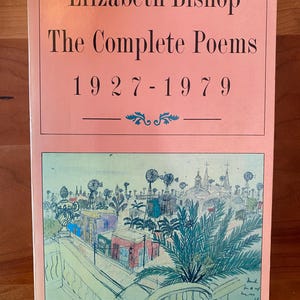 Elizabeth Bishop
The Complete Poems
1927-1979